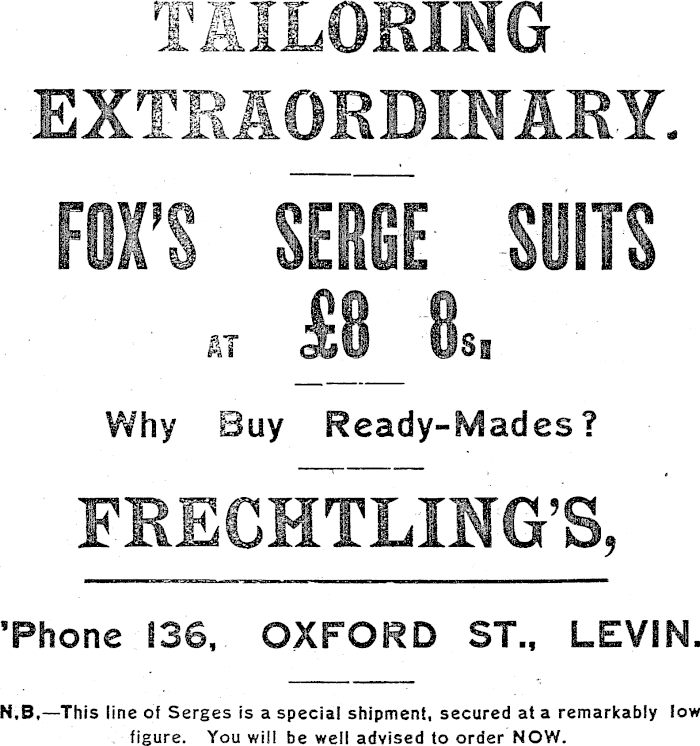 TAILORING
EXTRAORDINARY.
FOX'S SERGE SUITS
AT £8 8s.
Why Buy Ready-Mades?
FRECHTLING'S,
'Phone 136, OXFORD ST., LEVIN.
N.B.—This line of Serges is a special shipment, secured at a remarkably low
figure. You will be well advised to order NOW.